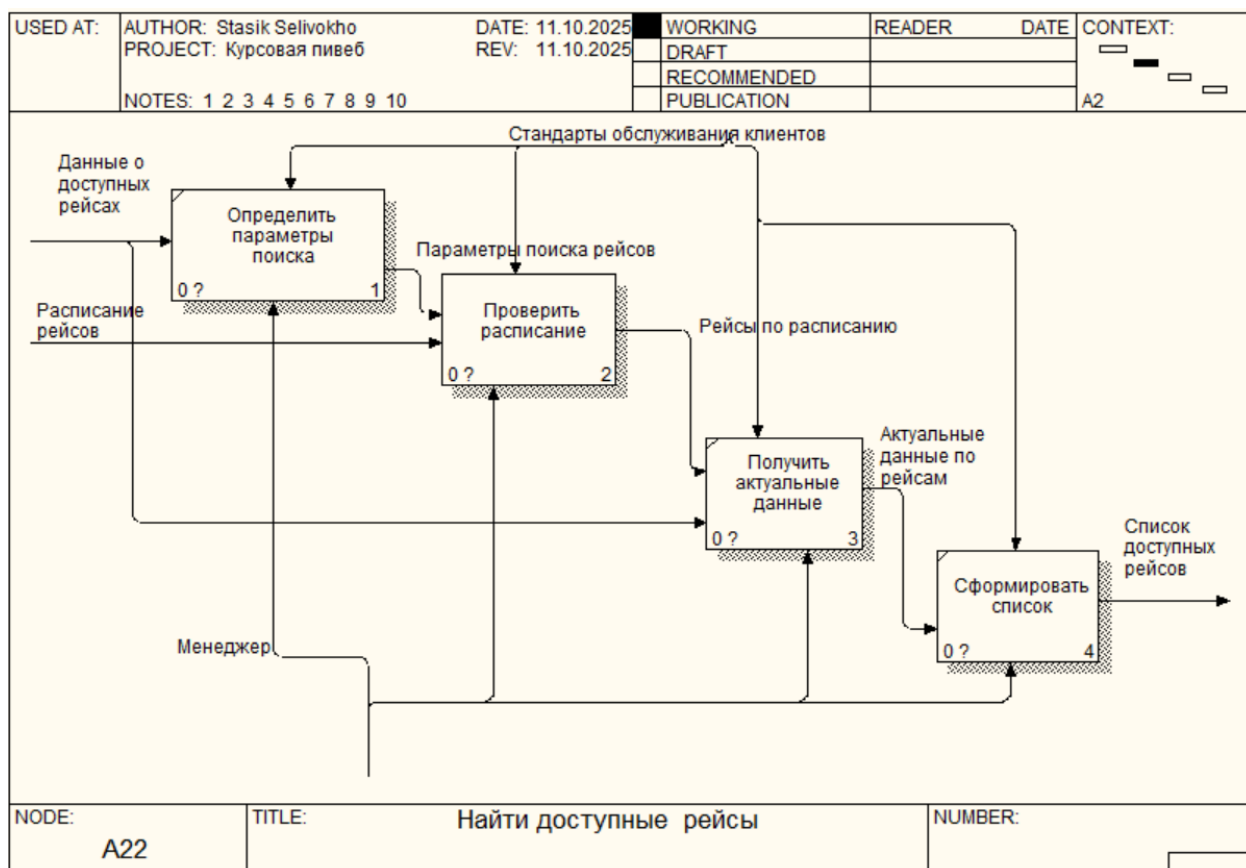 USED AT:
AUTHOR: Stasik Selivokho
DATE: 11.10.2025
PROJECT: Курсовая пивеб
REV: 11.10.2025
NOTES: 1 2 3 4 5 6 7 8 9 10
WORKING
DRAFT
RECOMMENDED
PUBLICATION
READER
DATE
CONTEXT:
A2
Стандарты обслуживания клиентов
Данные о
доступных
рейсах
Определить
параметры
поиска
0 ?
1
Параметры поиска рейсов
Расписание
рейсов
Проверить
расписание
0 ?
2
Рейсы по расписанию
Получить
актуальные
данные
0 ?
3
Актуальные
данные по
рейсам
Список
доступных
рейсов
Сформировать
список
0 ?
4
Менеджер
NODE:
A22
TITLE:
Найти доступные рейсы
NUMBER: